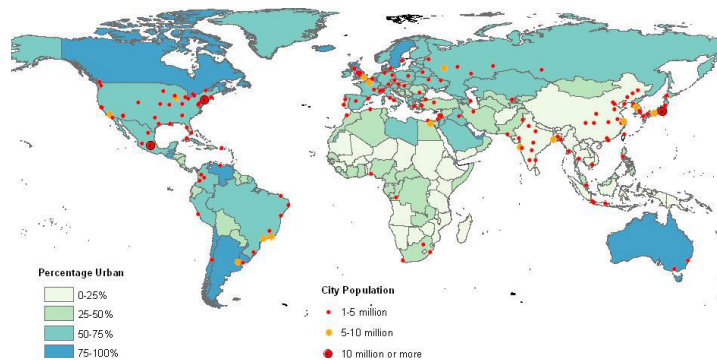 Percentage Urban
0-25%
25-50%
50-75%
75-100%
City Population
1-5 million
5-10 million
10 million or more